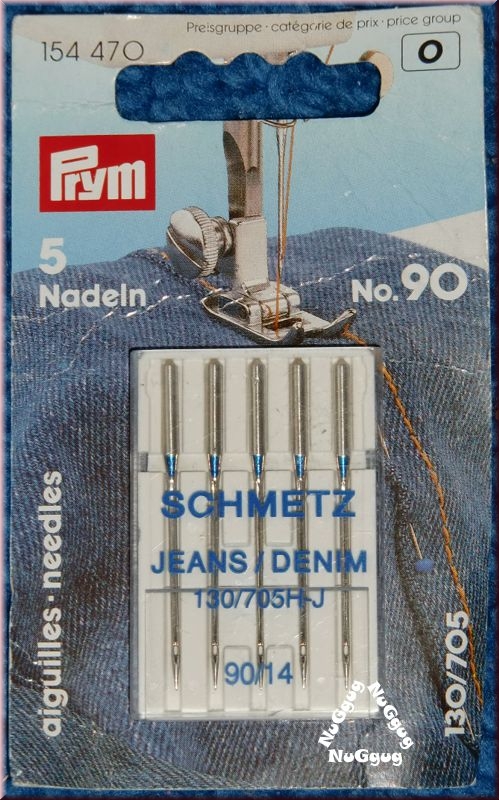 Preisgruppe · catégorie de prix · price group
154 470
O
Prym
5
Nadeln
No. 90
aiguilles · needles
SCHMETZ
JEANS / DENIM
130/705H-J
90/14
130/705
NuGgug
NuGgug
NuGgug